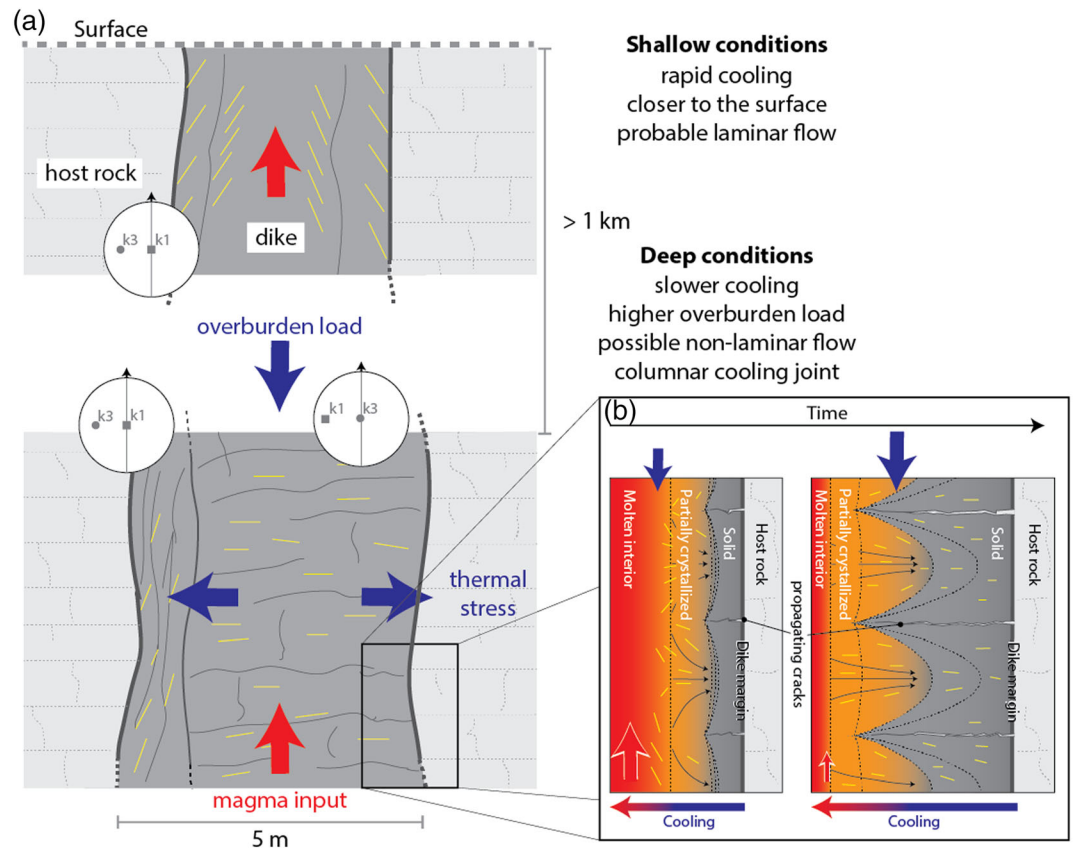 (a)
Surface
host rock
k3
k1
dike
> 1 km
Shallow conditions
rapid cooling
closer to the surface
probable laminar flow
Deep conditions
slower cooling
higher overburden load
possible non-laminar flow
columnar cooling joint
overburden load
k3
k1
k1
k3
thermal
stress
magma input
5 m
(b)
Time
Molten interior
Partially crystallized
Solid
Host rock
Dike margin
propagating cracks
Molten interior
Partially crystallized
Solid
Host rock
Dike margin
Cooling
Cooling